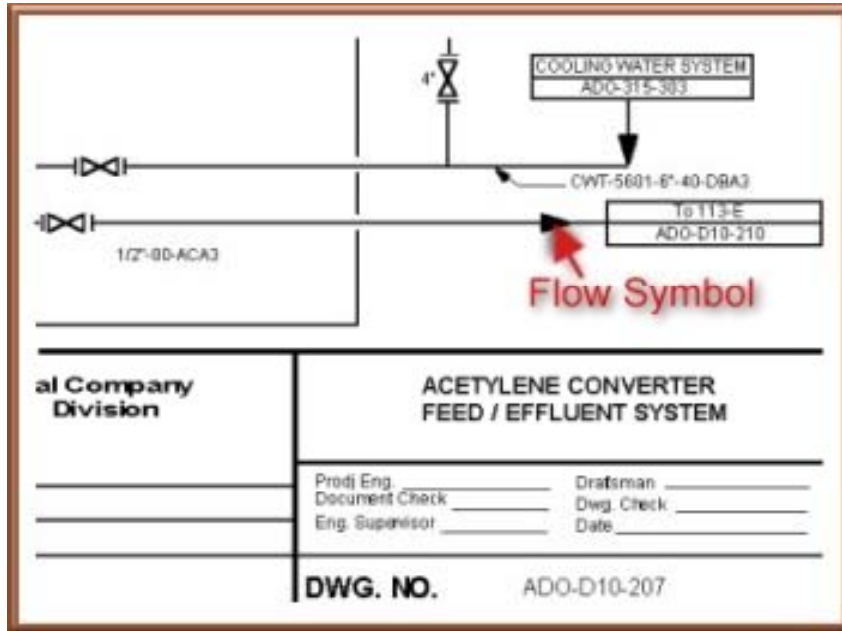 4"
COOLING WATER SYSTEM
ADO-315-303
CWT-5601-6"-40-DBA3
To 113-E
ADO-D10-210
1/2"-80-ACA3
Flow Symbol
al Company
Division
ACETYLENE CONVERTER
FEED / EFFLUENT SYSTEM
Prodj Eng.
Document Check
Eng. Supervisor
Draftsman
Dwg. Check
Date
DWG. NO.
ADO-D10-207